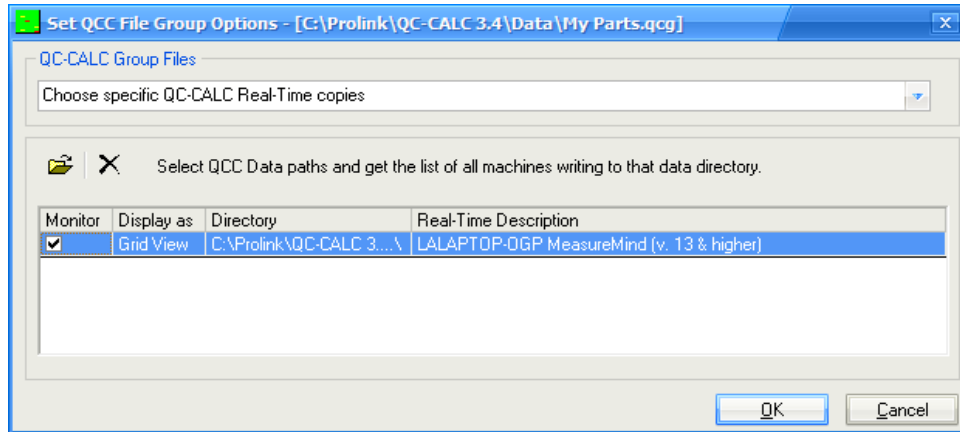 Set QCC File Group Options - [C:\Prolink\QC-CALC 3.4\Data\My Parts.qcg]
QC-CALC Group Files
Choose specific QC-CALC Real-Time copies
Select QCC Data paths and get the list of all machines writing to that data directory.
Monitor Display as Directory Real-Time Description
Grid View C:\Prolink\QC-CALC 3....\ LALAPTOP-OGP MeasureMind (v. 13 & higher)
OK Cancel